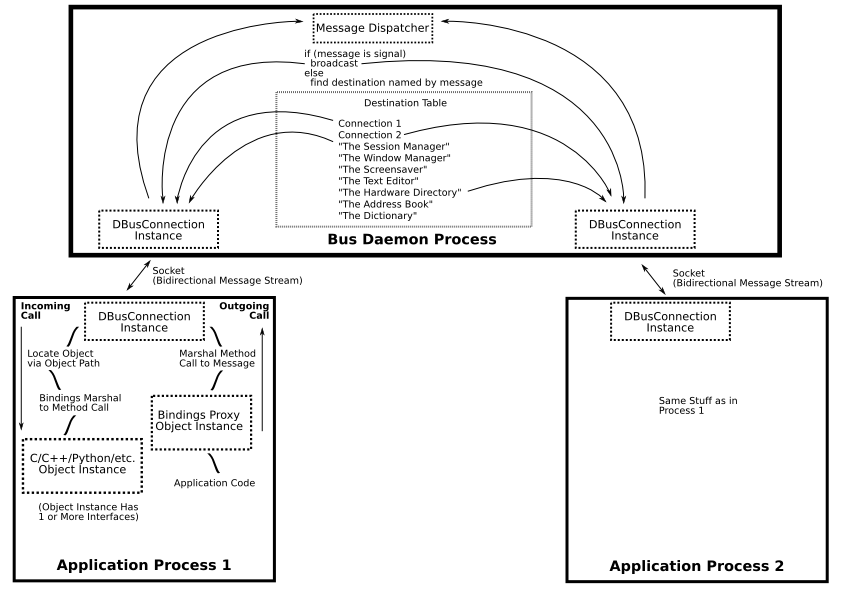 Message Dispatcher
if (message is signal)
broadcast
else
find destination named by message
Destination Table
Connection 1
Connection 2
"The Session Manager"
"The Window Manager"
"The Screensaver"
"The Text Editor"
"The Hardware Directory"
"The Address Book"
"The Dictionary"
DBusConnection
Instance
DBusConnection
Instance
Bus Daemon Process
Socket
(Bidirectional Message Stream)
Socket
(Bidirectional Message Stream)
Incoming
Call
DBusConnection
Instance
Outgoing
Call
Locate Object
via Object Path
Marshal Method
Call to Message
Bindings Marshal
to Method Call
Bindings Proxy
Object Instance
C/C++/Python/etc.
Object Instance
Application Code
(Object Instance Has
1 or More Interfaces)
Application Process 1
DBusConnection
Instance
Same Stuff as in
Process 1
Application Process 2